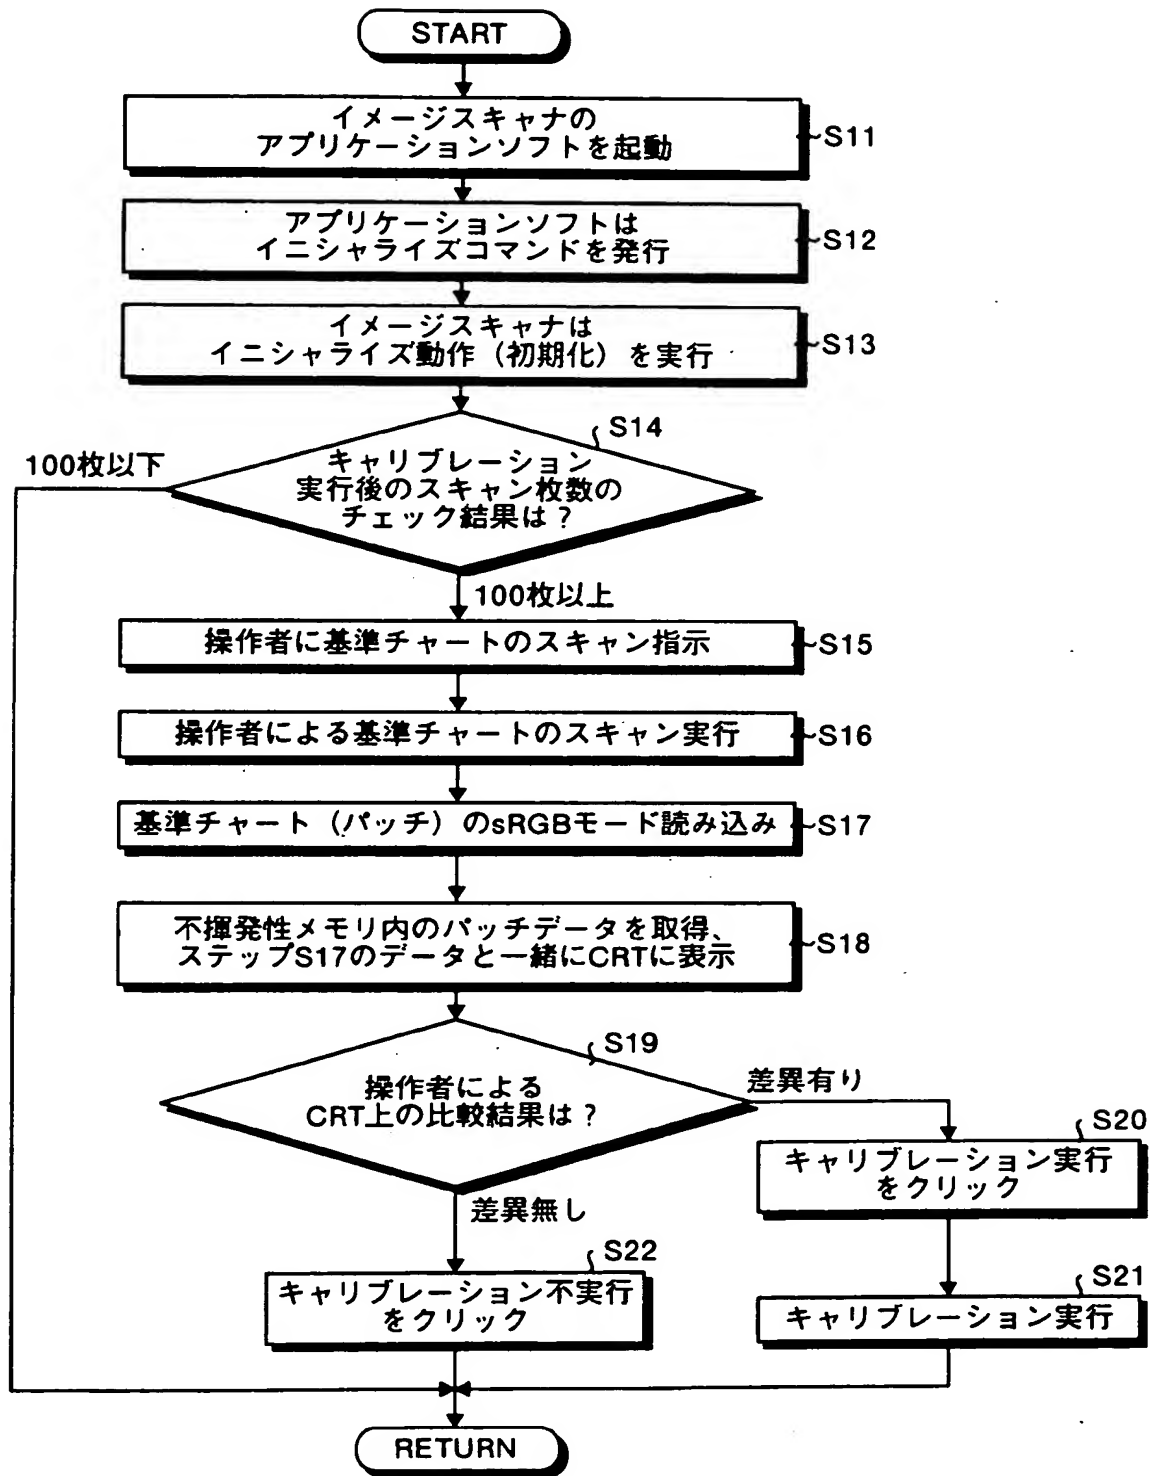 START
イメージスキャナの
アプリケーションソフトを起動
S11
アプリケーションソフトは
イニシャライズコマンドを発行
S12
イメージスキャナは
イニシャライズ動作（初期化）を実行
S13
S14
100枚以下
キャリブレーション
実行後のスキャン枚数の
チェック結果は？
100枚以上
操作者に基準チャートのスキャン指示
S15
操作者による基準チャートのスキャン実行
S16
基準チャート（パッチ）のsRGBモード読み込み
S17
不揮発性メモリ内のパッチデータを取得、
ステップS17のデータと一緒にCRTに表示
S18
S19
操作者による
CRT上の比較結果は？
差異有り
S20
キャリブレーション実行
をクリック
差異無し
S22
キャリブレーション不実行
をクリック
S21
キャリブレーション実行
RETURN